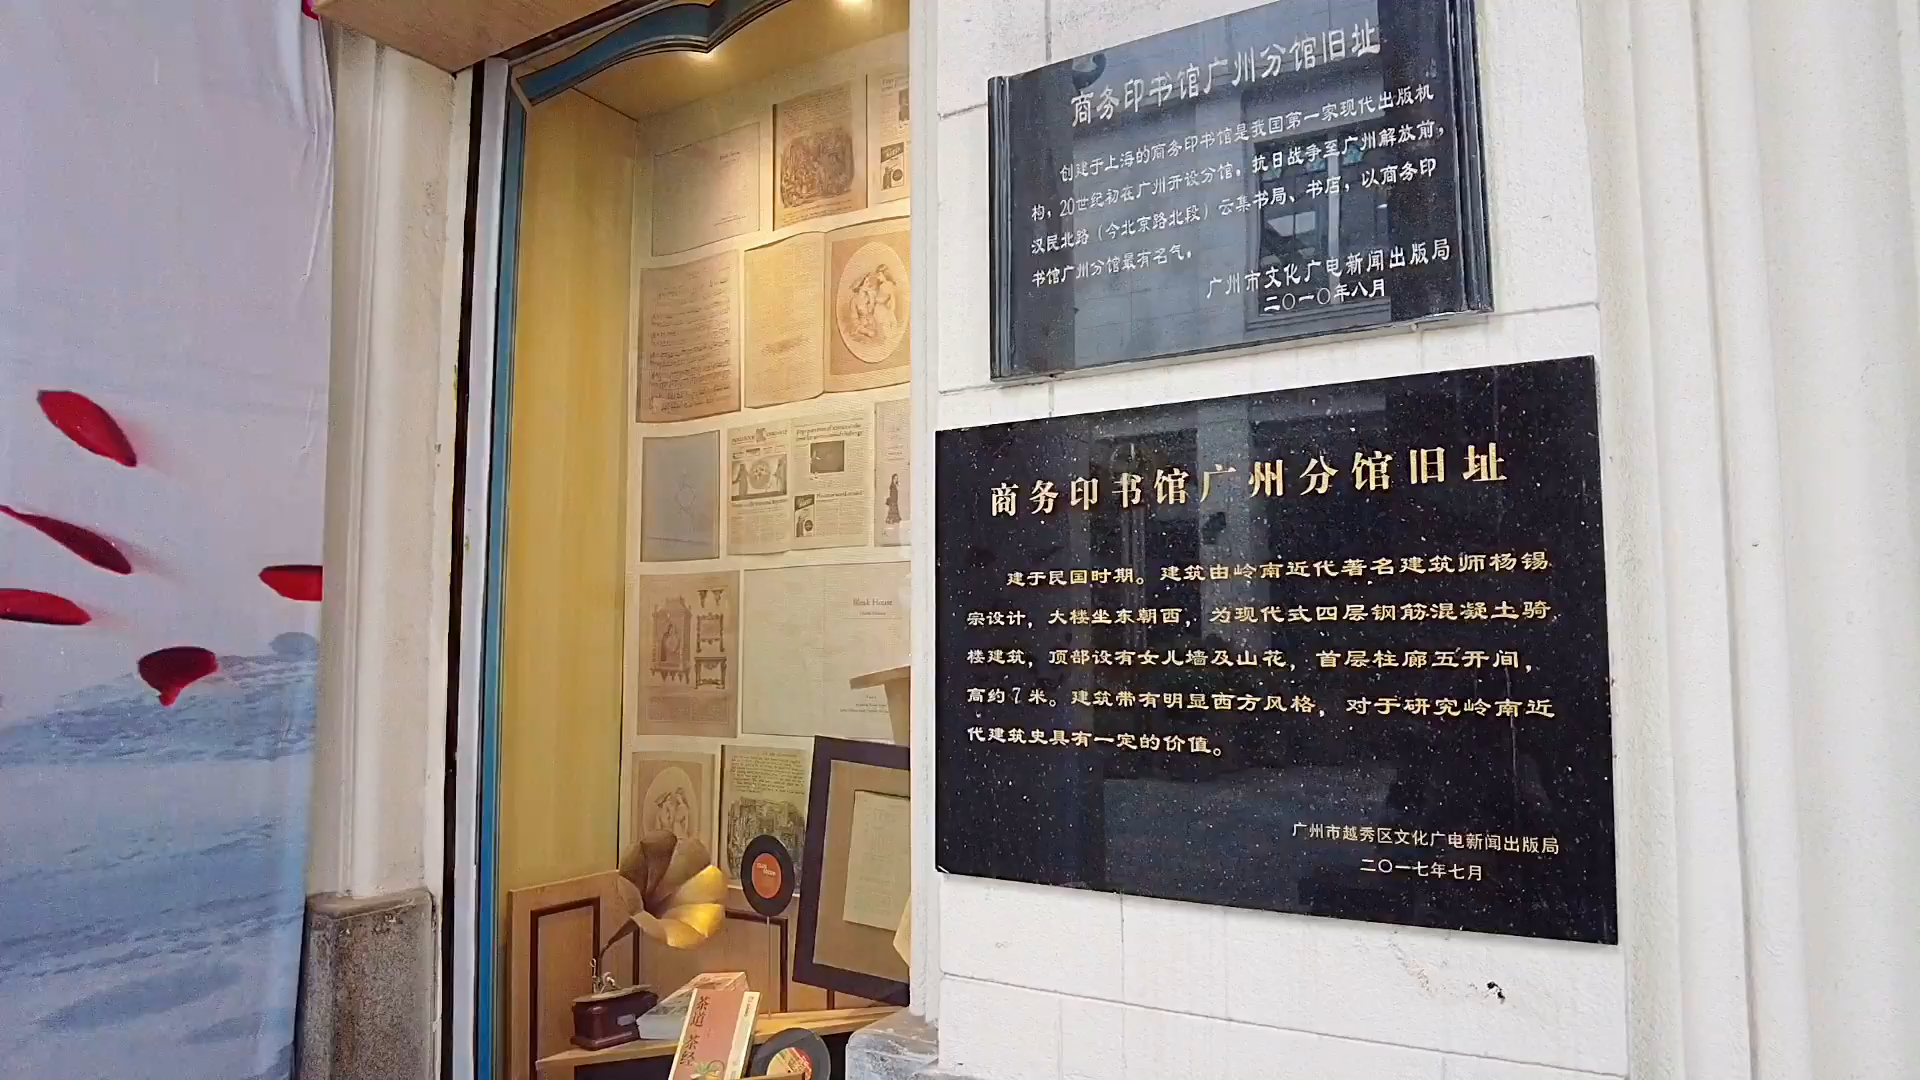 商务印书馆广州分馆旧址
创建于上海的商务印书馆是我国第一家现代出版机
构，20世纪初在广州开设分馆。抗日战争至广州解放前，
汉民北路（今北京路北段）云集书局、书店，以商务印
书馆广州分馆最有名气。
广州市文化广电新闻出版局
二〇一〇年八月
商务印书馆广州分馆旧址
建于民国时期。建筑由岭南近代著名建筑师杨锡
宗设计，大楼坐东朝西，为现代式四层钢筋混凝土骑
楼建筑，顶部设有女儿墙及山花，首层柱廊五开间，
高约7米。建筑带有明显西方风格，对于研究岭南近
代建筑史具有一定的价值。
广州市越秀区文化广电新闻出版局
二〇一七年七月
Bleak House
茶道 茶经